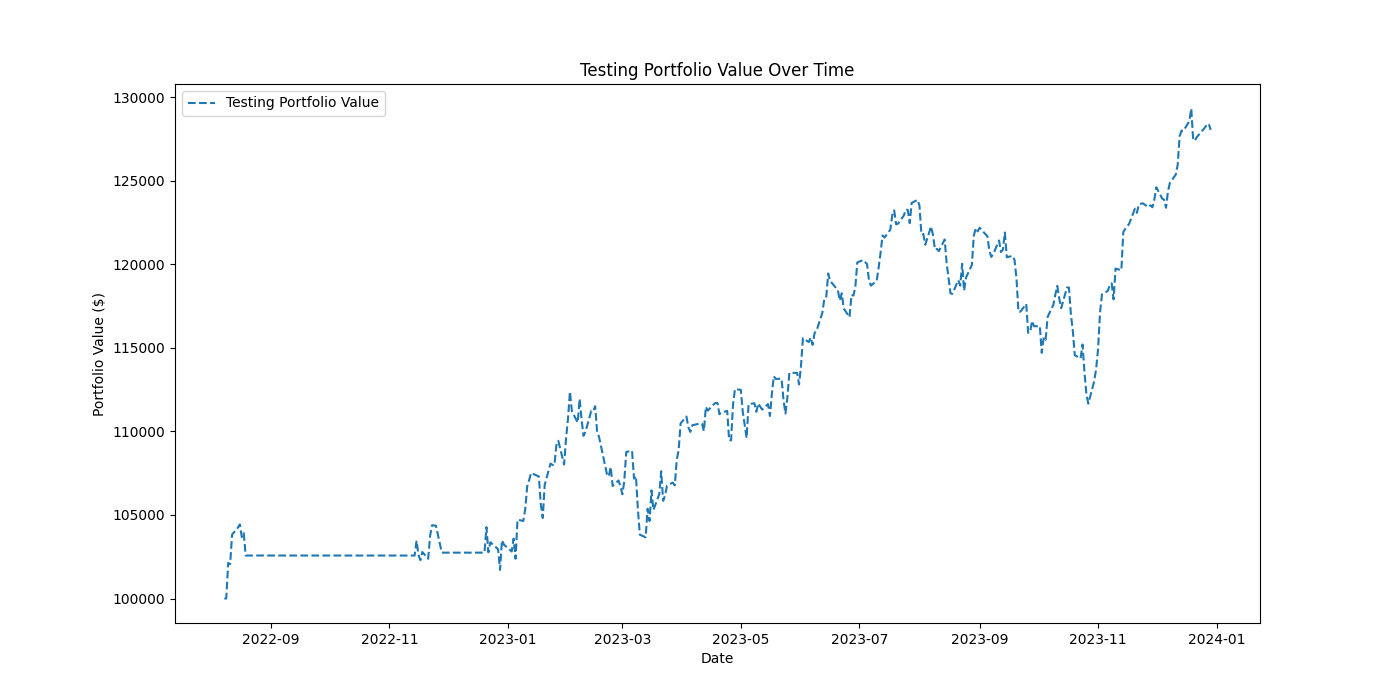 Testing Portfolio Value Over Time
Testing Portfolio Value
130000
125000
120000
115000
110000
105000
100000
Portfolio Value ($)
2022-09 2022-11 2023-01 2023-03 2023-05 2023-07 2023-09 2023-11 2024-01
Date